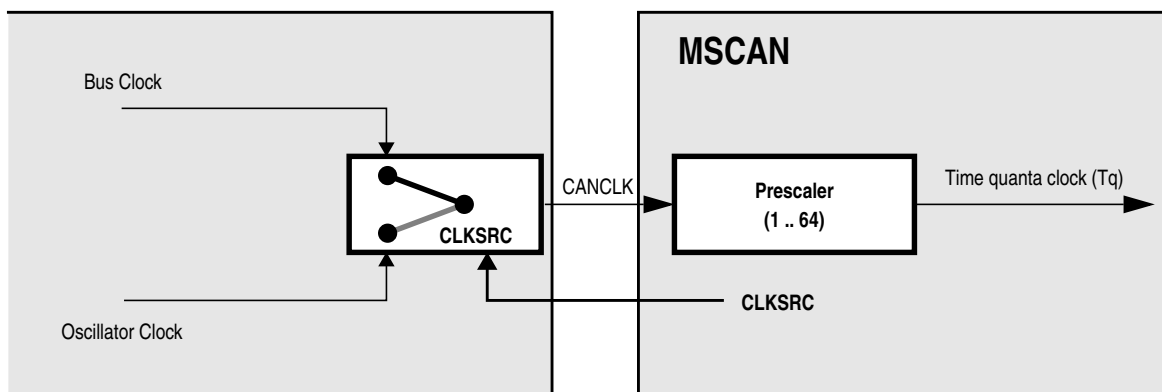 MSCAN
Bus Clock
CANCLK
Prescaler
(1 .. 64)
Time quanta clock (Tq)
CLKSRC
CLKSRC
Oscillator Clock